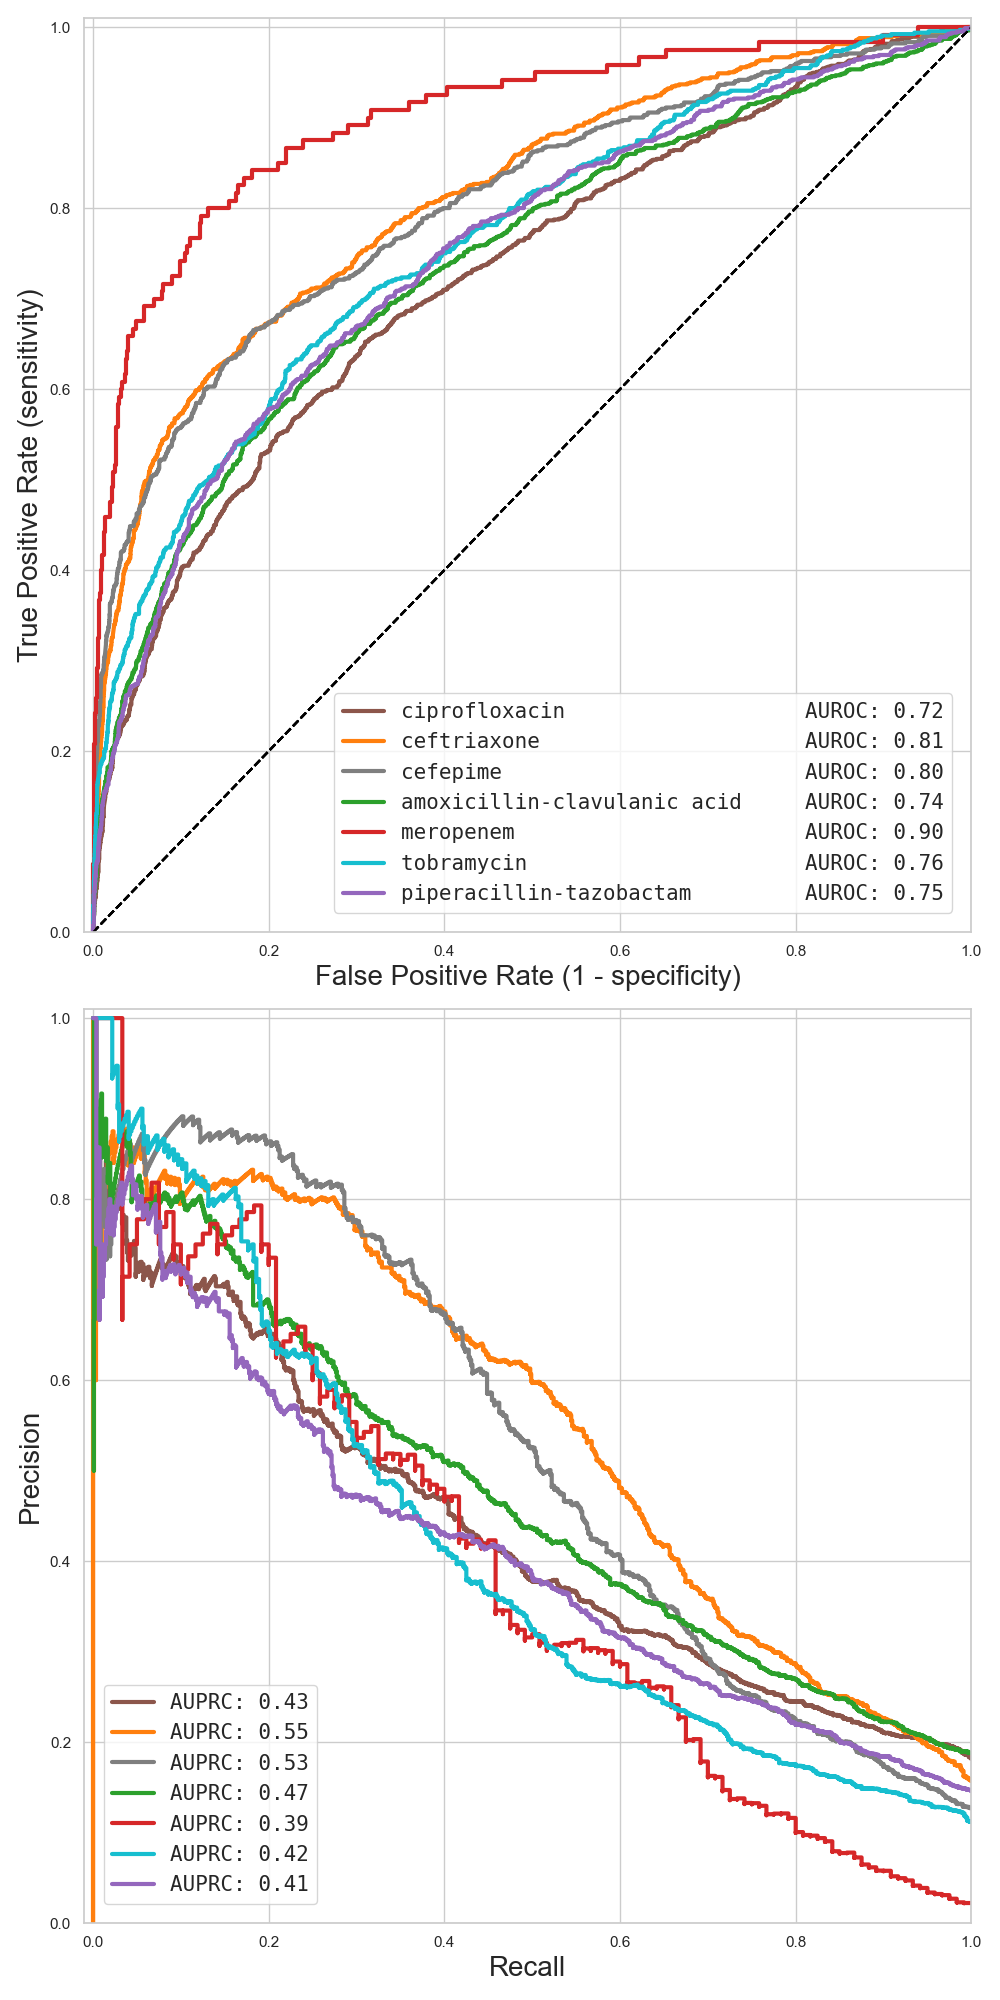 1.0
0.8
0.6
0.4
0.2
0.0
True Positive Rate (sensitivity)
ciprofloxacin AUROC: 0.72
ceftriaxone AUROC: 0.81
cefepime AUROC: 0.80
amoxicillin-clavulanic acid AUROC: 0.74
meropenem AUROC: 0.90
tobramycin AUROC: 0.76
piperacillin-tazobactam AUROC: 0.75
0.0 0.2 0.4 0.6 0.8 1.0
False Positive Rate (1 - specificity)
1.0
0.8
0.6
0.4
0.2
0.0
Precision
AUPRC: 0.43
AUPRC: 0.55
AUPRC: 0.53
AUPRC: 0.47
AUPRC: 0.39
AUPRC: 0.42
AUPRC: 0.41
0.0 0.2 0.4 0.6 0.8 1.0
Recall